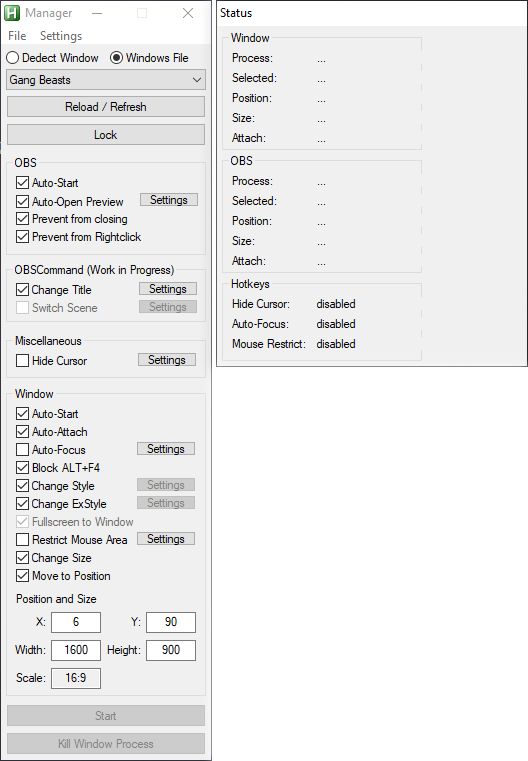 Manager
File Settings
Dedect Window Windows File
Gang Beasts
Reload / Refresh
Lock
OBS
Auto-Start
Auto-Open Preview Settings
Prevent from closing
Prevent from Rightclick
OBSCommand (Work in Progress)
Change Title Settings
Switch Scene Settings
Miscellaneous
Hide Cursor Settings
Window
Auto-Start
Auto-Attach
Auto-Focus Settings
Block ALT+F4
Change Style Settings
Change ExStyle Settings
Fullscreen to Window
Restrict Mouse Area Settings
Change Size
Move to Position
Position and Size
X: 6 Y: 90
Width: 1600 Height: 900
Scale: 16:9
Start
Kill Window Process
Status
Window
Process: ...
Selected: ...
Position: ...
Size: ...
Attach: ...
OBS
Process: ...
Selected: ...
Position: ...
Size: ...
Attach: ...
Hotkeys
Hide Cursor: disabled
Auto-Focus: disabled
Mouse Restrict: disabled